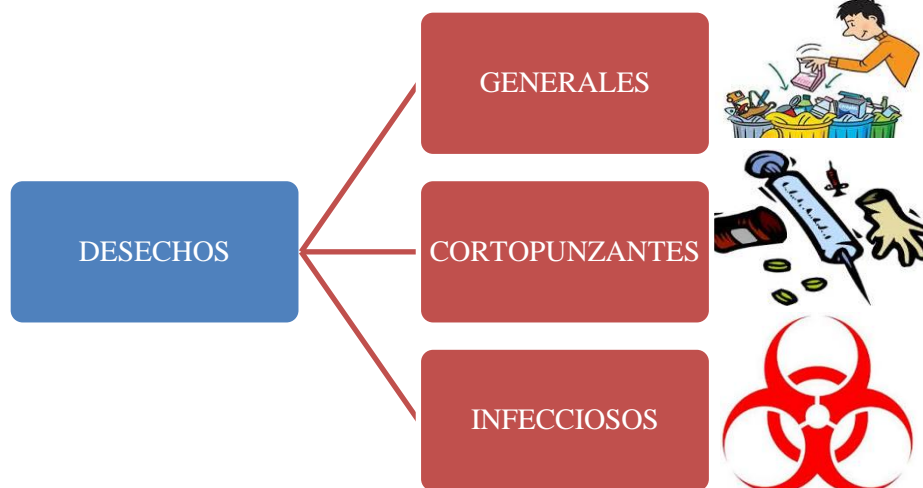 GENERALES
DESECHOS
CORTOPUNZANTES
INFECCIOSOS